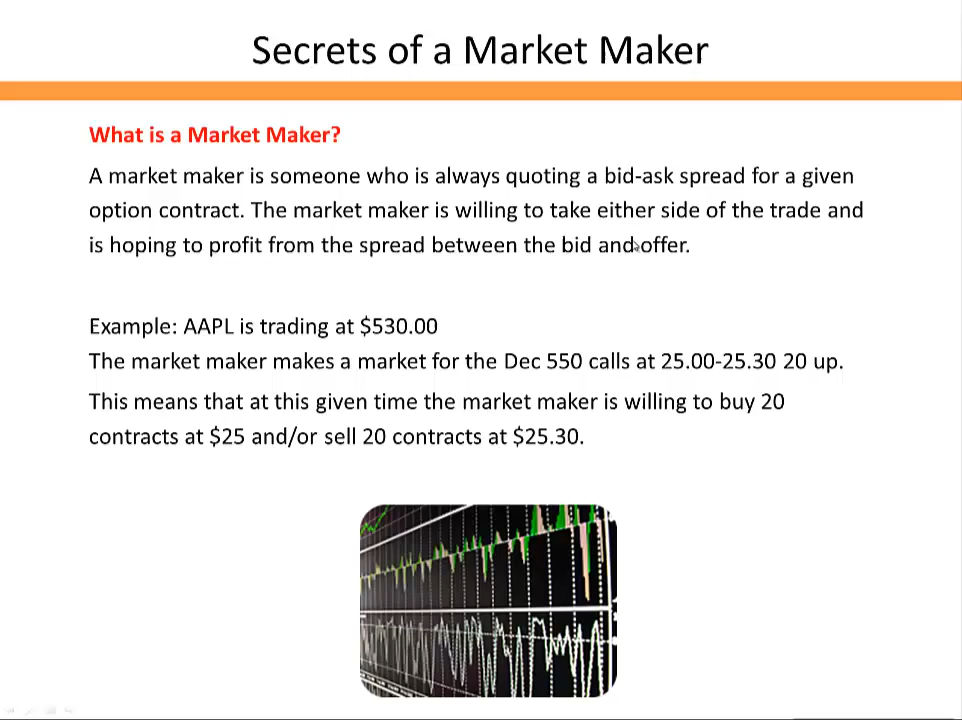 Secrets of a Market Maker
What is a Market Maker?
A market maker is someone who is always quoting a bid-ask spread for a given
option contract. The market maker is willing to take either side of the trade and
is hoping to profit from the spread between the bid and offer.
Example: AAPL is trading at $530.00
The market maker makes a market for the Dec 550 calls at 25.00-25.30 20 up.
This means that at this given time the market maker is willing to buy 20
contracts at $25 and/or sell 20 contracts at $25.30.